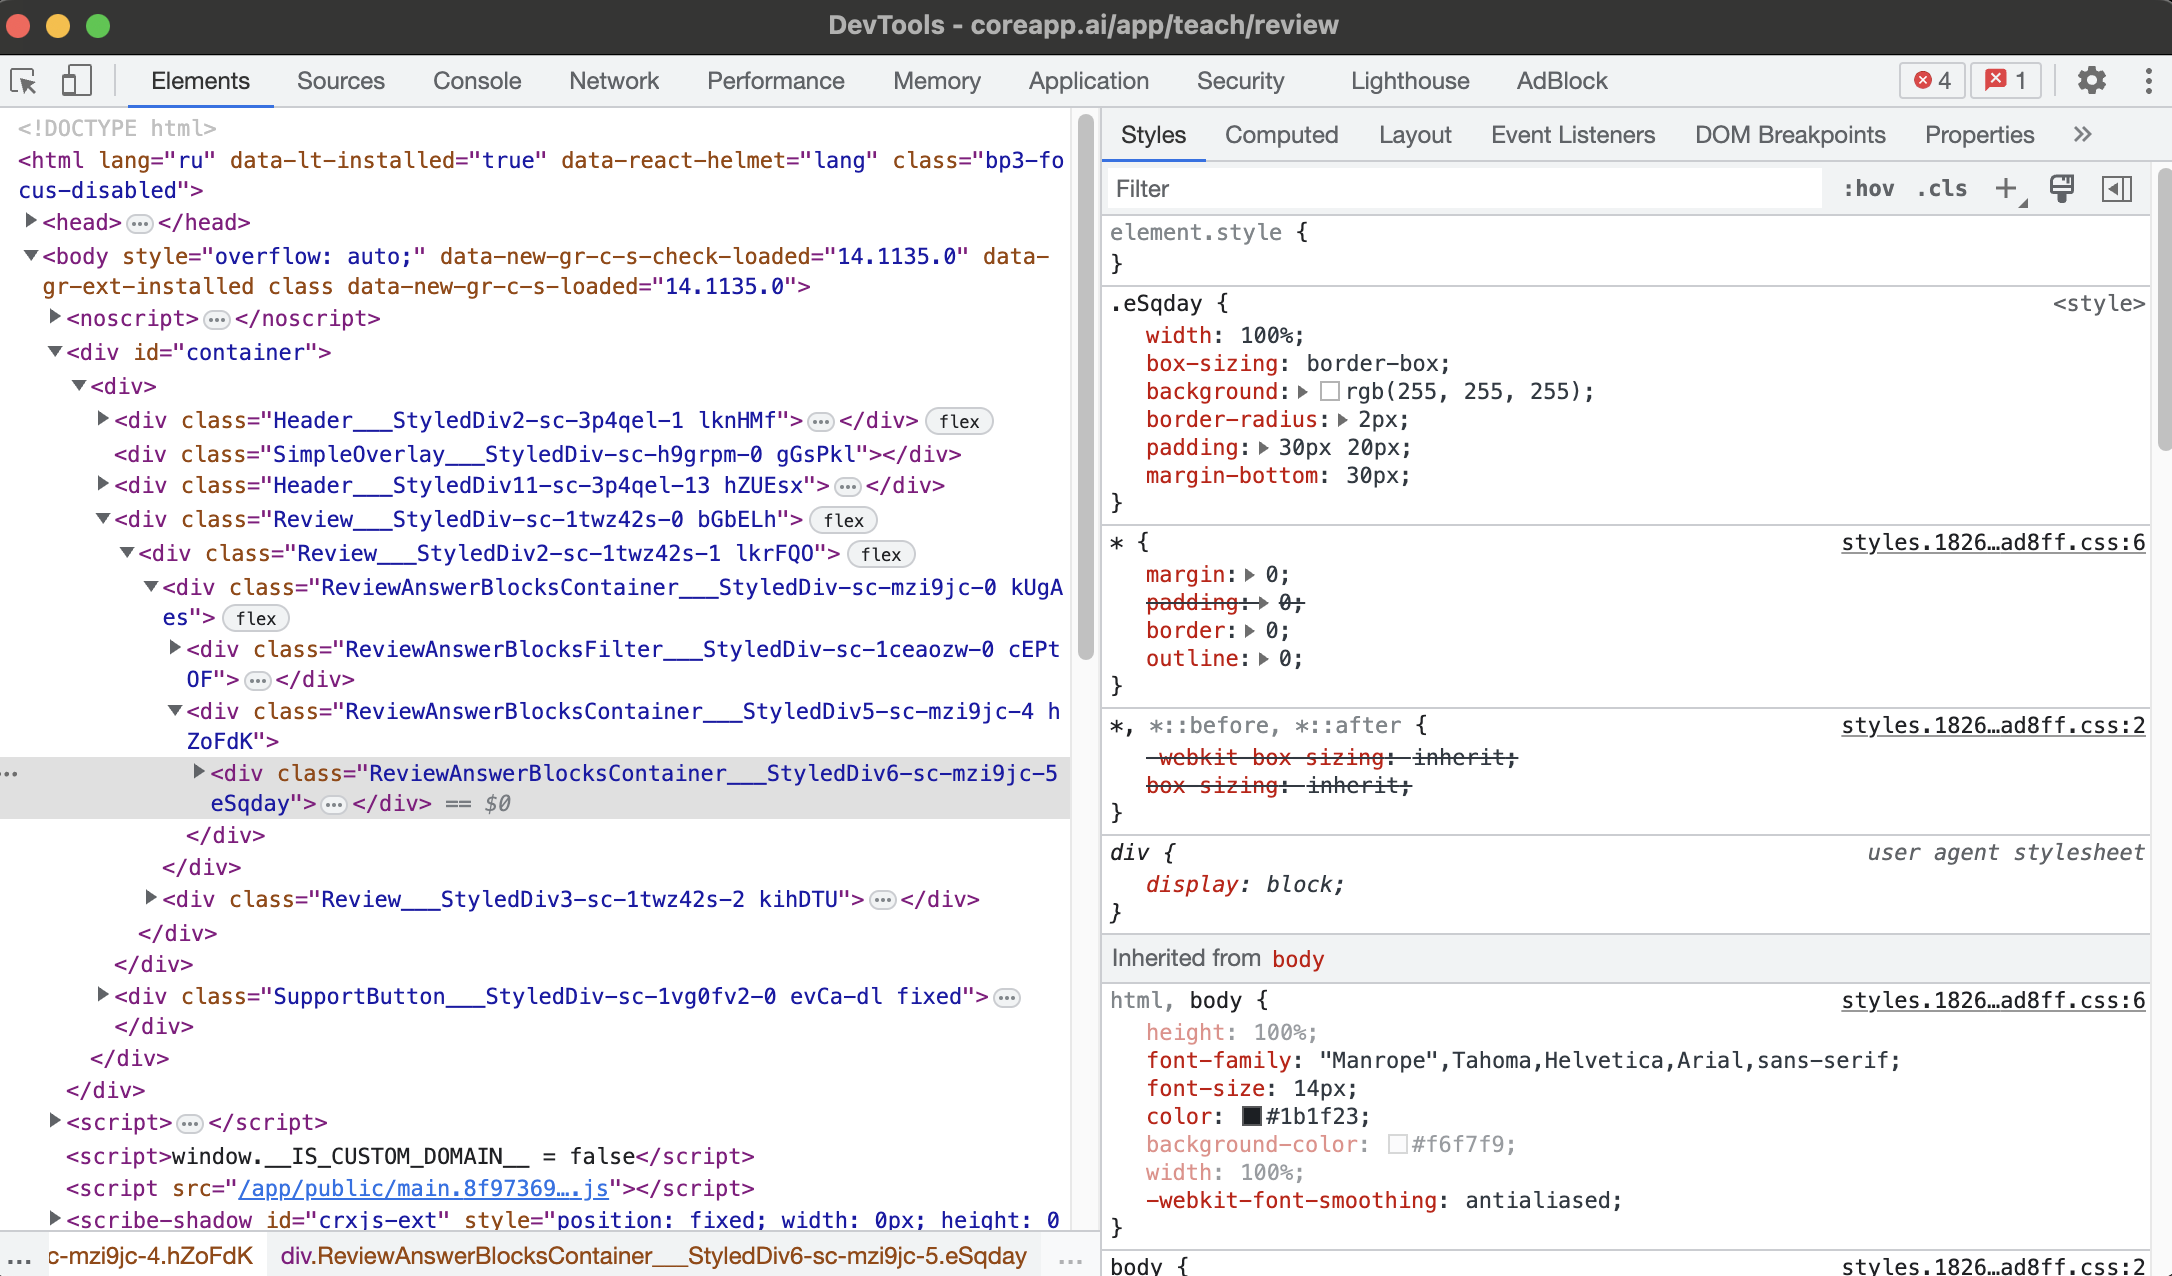 DevTools - coreapp.ai/app/teach/review
Elements Sources Console Network Performance Memory Application Security Lighthouse AdBlock 4 1
<!DOCTYPE html>
<html lang="ru" data-lt-installed="true" data-react-helmet="lang" class="bp3-fo
cus-disabled">
<head>…</head>
<body style="overflow: auto;" data-new-gr-c-s-check-loaded="14.1135.0" data-
gr-ext-installed class data-new-gr-c-s-loaded="14.1135.0">
<noscript>…</noscript>
<div id="container">
<div>
<div class="Header___StyledDiv2-sc-3p4qel-1 lknHMf">…</div> flex
<div class="SimpleOverlay___StyledDiv-sc-h9grpm-0 gGsPkl"></div>
<div class="Header___StyledDiv11-sc-3p4qel-13 hZUEsx">…</div>
<div class="Review___StyledDiv-sc-1twz42s-0 bGbELh"> flex
<div class="Review___StyledDiv2-sc-1twz42s-1 lkrFQO"> flex
<div class="ReviewAnswerBlocksContainer___StyledDiv-sc-mzi9jc-0 kUgA
es"> flex
<div class="ReviewAnswerBlocksFilter___StyledDiv-sc-1ceaozw-0 cEPt
OF">…</div>
<div class="ReviewAnswerBlocksContainer___StyledDiv5-sc-mzi9jc-4 h
ZoFdK">
… <div class="ReviewAnswerBlocksContainer___StyledDiv6-sc-mzi9jc-5
eSqday">…</div> == $0
</div>
</div>
<div class="Review___StyledDiv3-sc-1twz42s-2 kihDTU">…</div>
</div>
</div>
<div class="SupportButton___StyledDiv-sc-1vg0fv2-0 evCa-dl fixed">…
</div>
</div>
</div>
<script>…</script>
<script>window.__IS_CUSTOM_DOMAIN__ = false</script>
<script src="/app/public/main.8f97369….js"></script>
<scribe-shadow id="crxjs-ext" style="position: fixed; width: 0px; height: 0
… c-mzi9jc-4.hZoFdK div.ReviewAnswerBlocksContainer___StyledDiv6-sc-mzi9jc-5.eSqday …
Styles Computed Layout Event Listeners DOM Breakpoints Properties »
Filter :hov .cls +
element.style {
}
.eSqday { <style>
width: 100%;
box-sizing: border-box;
background: rgb(255, 255, 255);
border-radius: 2px;
padding: 30px 20px;
margin-bottom: 30px;
}
* { styles.1826…ad8ff.css:6
margin: 0;
padding: 0;
border: 0;
outline: 0;
}
*, *::before, *::after { styles.1826…ad8ff.css:2
-webkit-box-sizing: inherit;
box-sizing: inherit;
}
div { user agent stylesheet
display: block;
}
Inherited from body
html, body { styles.1826…ad8ff.css:6
height: 100%;
font-family: "Manrope",Tahoma,Helvetica,Arial,sans-serif;
font-size: 14px;
color: #1b1f23;
background-color: #f6f7f9;
width: 100%;
-webkit-font-smoothing: antialiased;
}
body { styles.1826…ad8ff.css:2